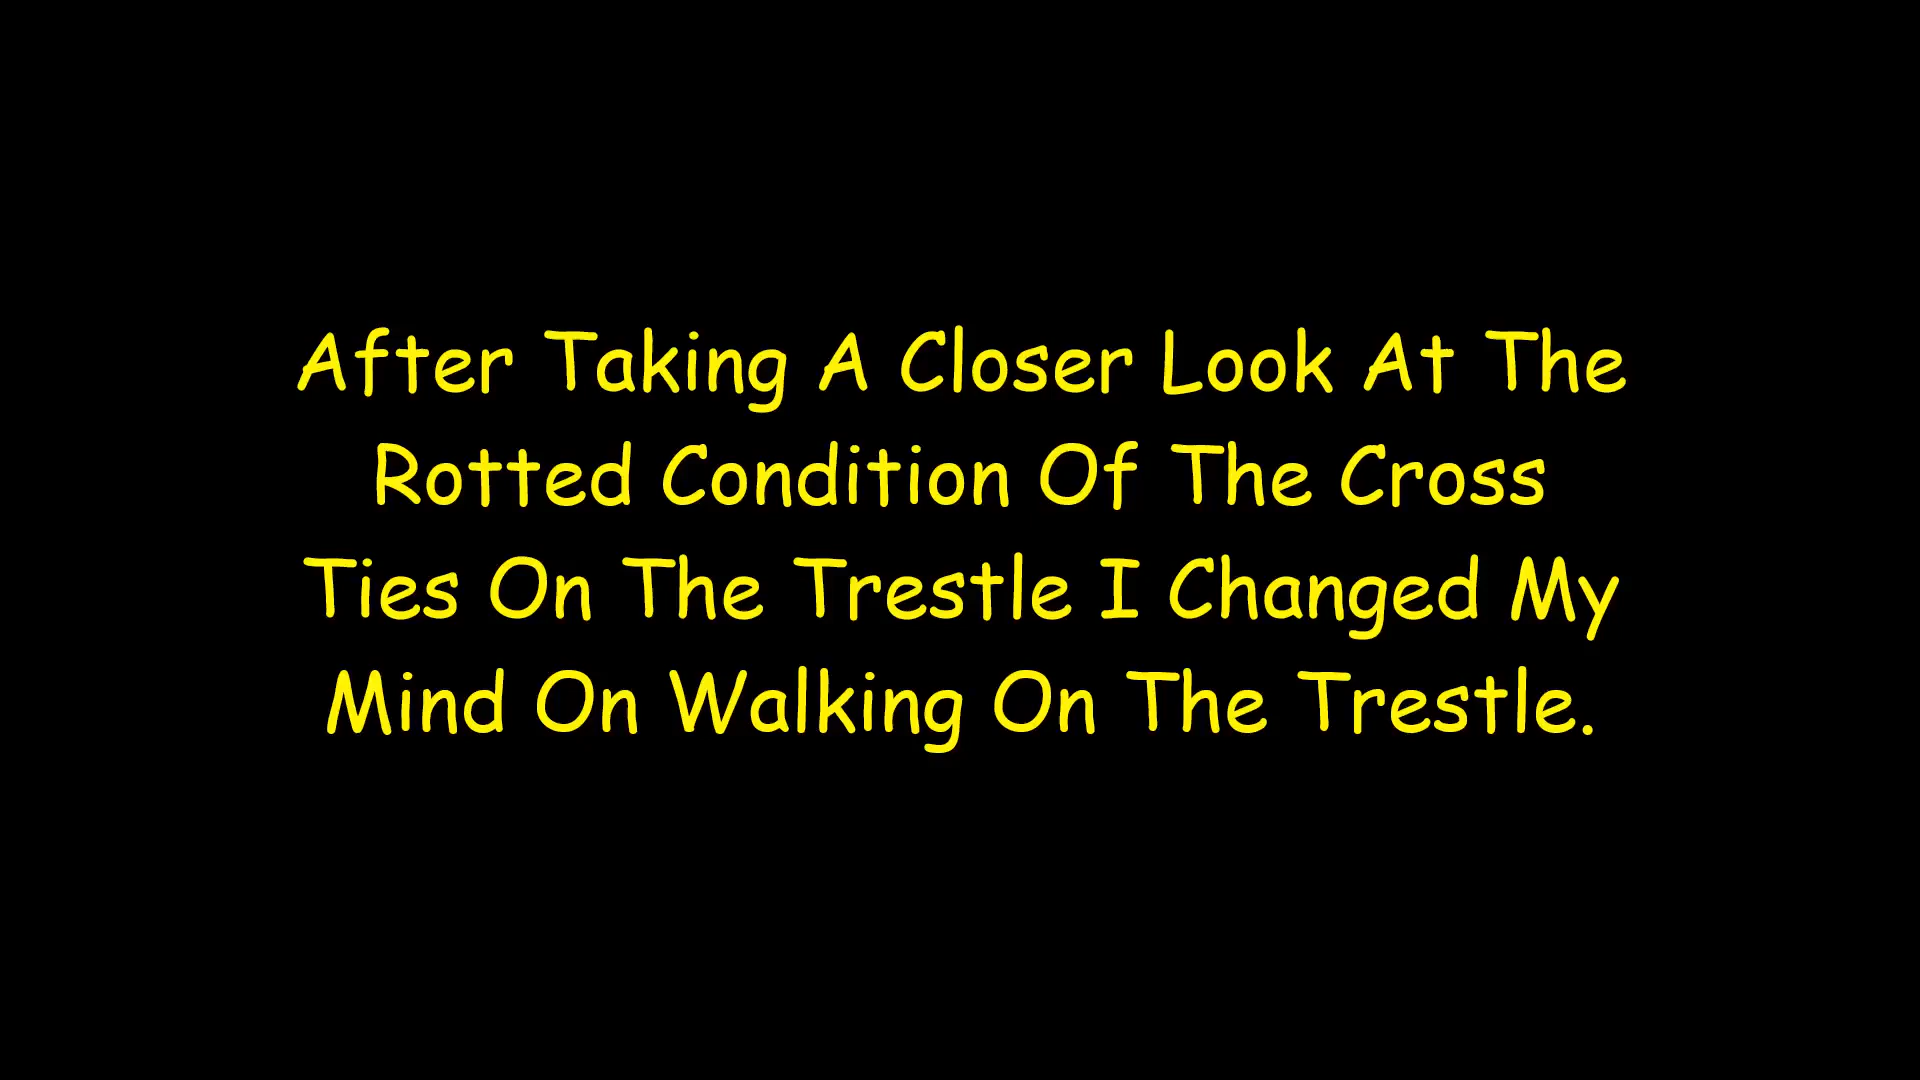 After Taking A Closer Look At The
Rotted Condition Of The Cross
Ties On The Trestle I Changed My
Mind On Walking On The Trestle.